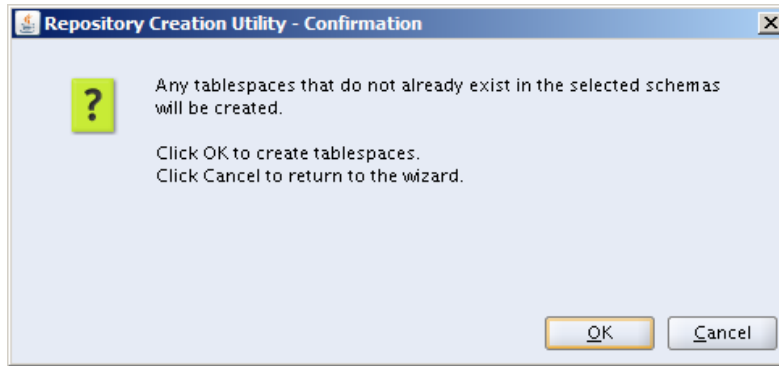 Repository Creation Utility - Confirmation
Any tablespaces that do not already exist in the selected schemas
will be created.
Click OK to create tablespaces.
Click Cancel to return to the wizard.
OK
Cancel